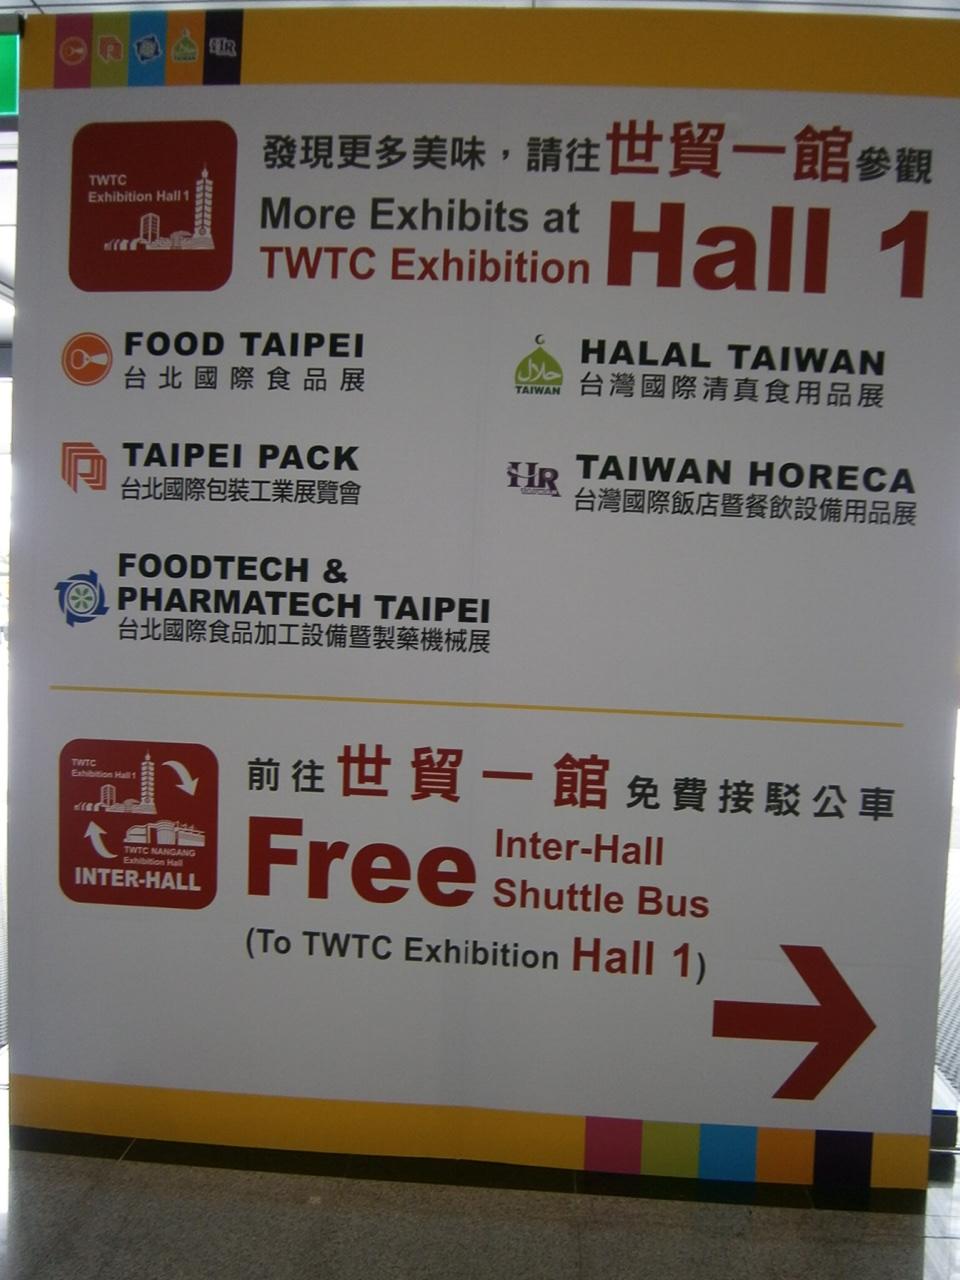 TWTC
Exhibition Hall 1
發現更多美味，請往世貿一館參觀
More Exhibits at
TWTC Exhibition Hall 1
FOOD TAIPEI
台北國際食品展
HALAL TAIWAN
台灣國際清真食用品展
حلال
TAIWAN
TAIPEI PACK
台北國際包裝工業展覽會
HR
TAIWAN HORECA
台灣國際飯店暨餐飲設備用品展
FOODTECH &
PHARMATECH TAIPEI
台北國際食品加工設備暨製藥機械展
TWTC
Exhibition Hall 1
TWTC NANGANG
Exhibition Hall
INTER-HALL
前往世貿一館免費接駁公車
Free Inter-Hall
Shuttle Bus
(To TWTC Exhibition Hall 1)